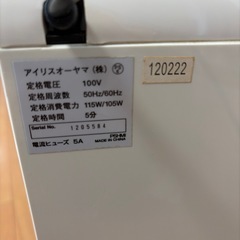 アイリスオーヤマ(株)
定格電圧 100V
定格周波数 50Hz/60Hz
定格消費電力 115W/105W
定格時間 5分
Serial No. 1205564
電流ヒューズ 5A
MADE IN CHINA
120222